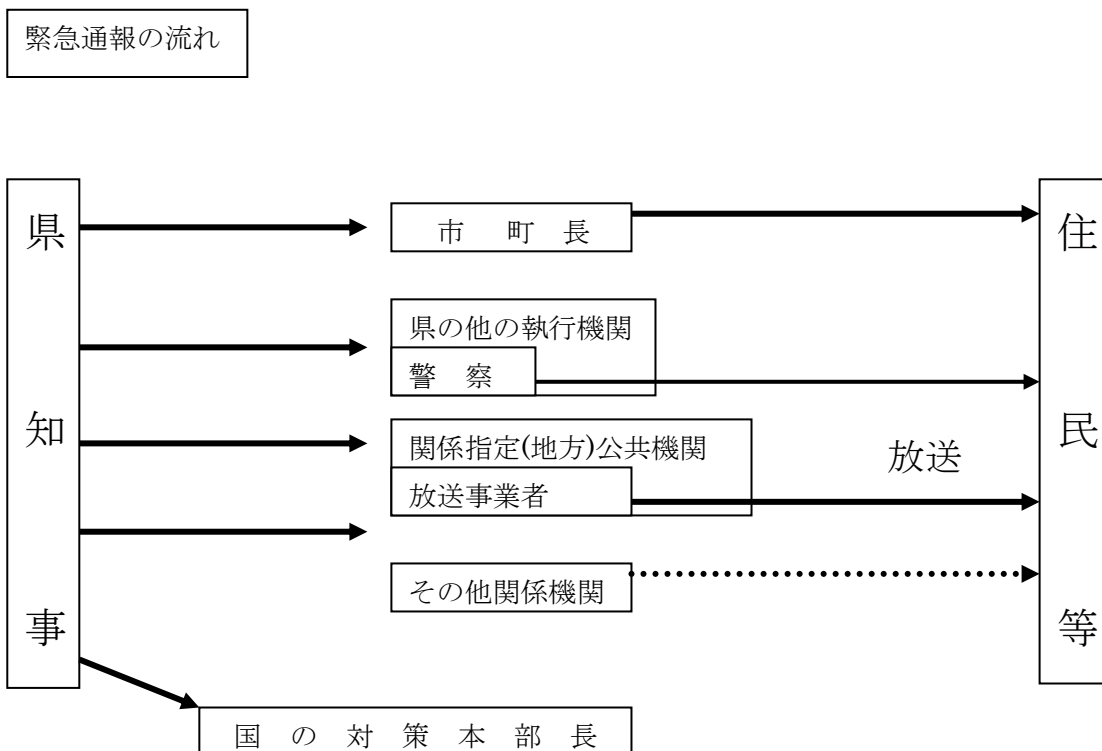 緊急通報の流れ
県知事
市町長
県の他の執行機関
警察
関係指定(地方)公共機関
放送事業者
放送
その他関係機関
住民等
国の対策本部長